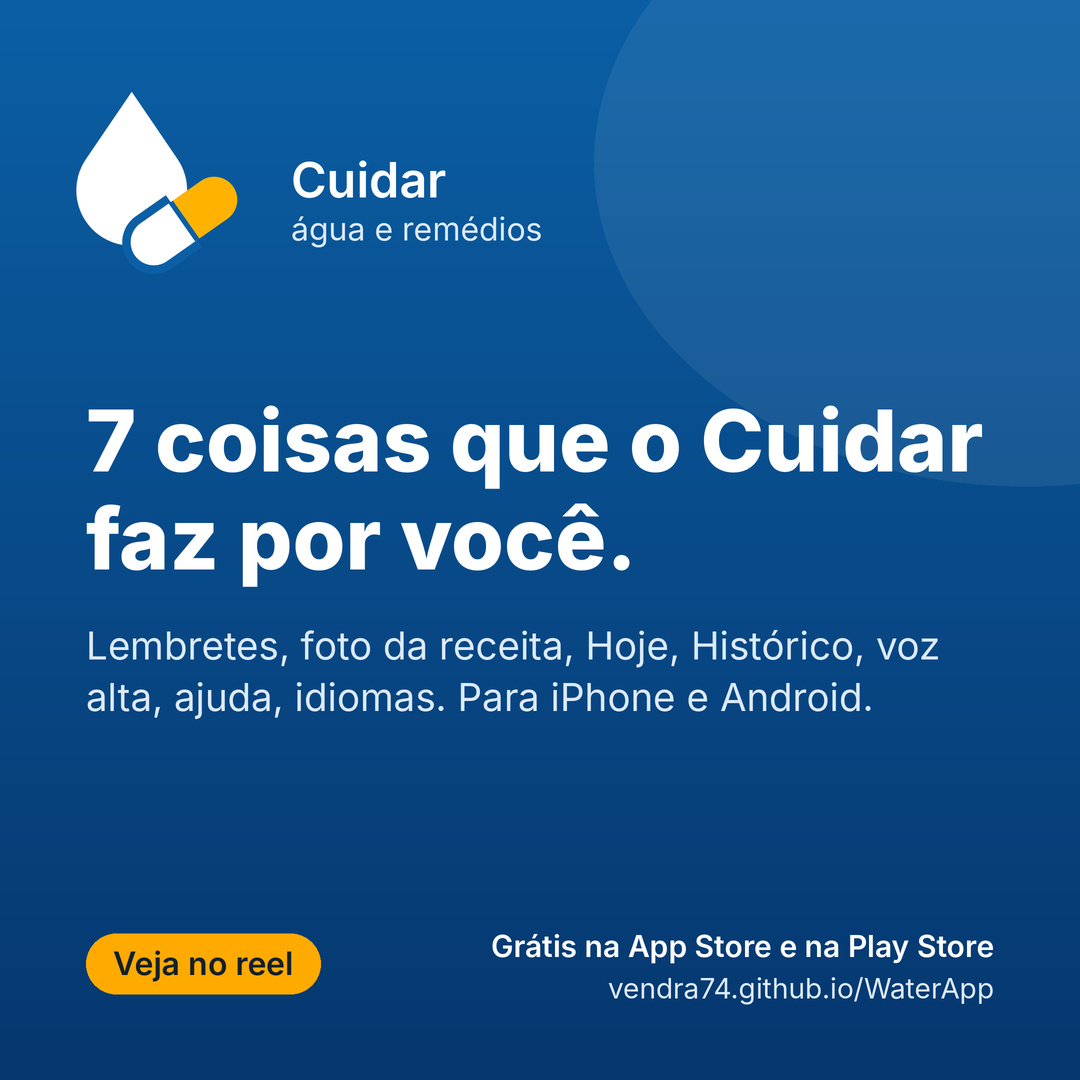 Cuidar
água e remédios
7 coisas que o Cuidar
faz por você.
Lembretes, foto da receita, Hoje, Histórico, voz
alta, ajuda, idiomas. Para iPhone e Android.
Veja no reel
Grátis na App Store e na Play Store
vendra74.github.io/WaterApp